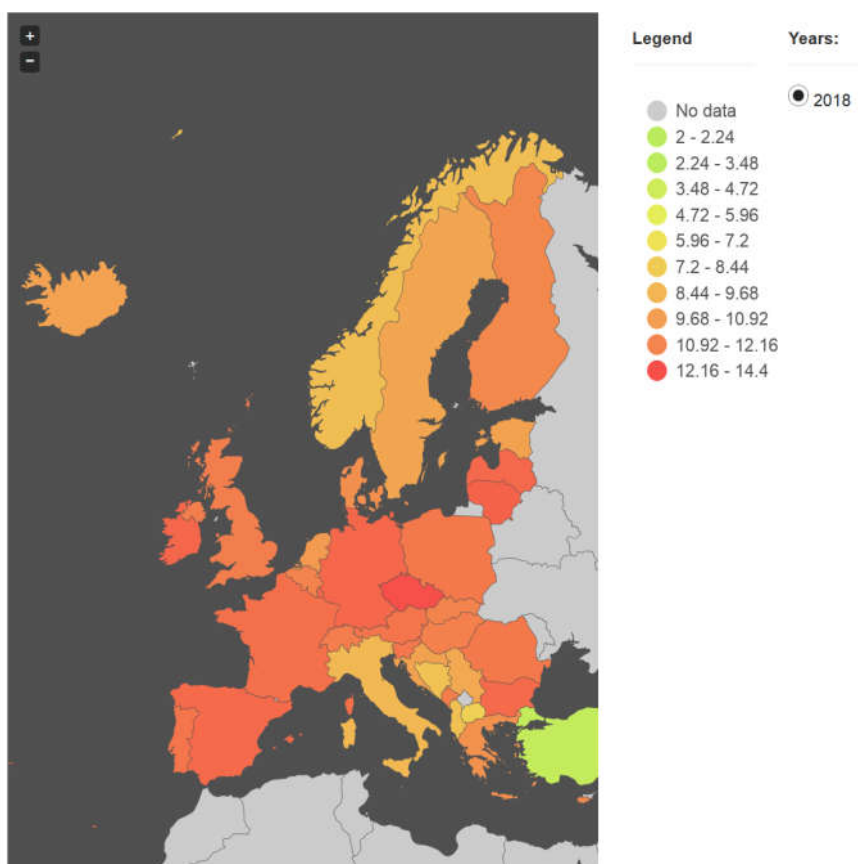 +
−
Legend
Years:
2018
No data
2 - 2.24
2.24 - 3.48
3.48 - 4.72
4.72 - 5.96
5.96 - 7.2
7.2 - 8.44
8.44 - 9.68
9.68 - 10.92
10.92 - 12.16
12.16 - 14.4